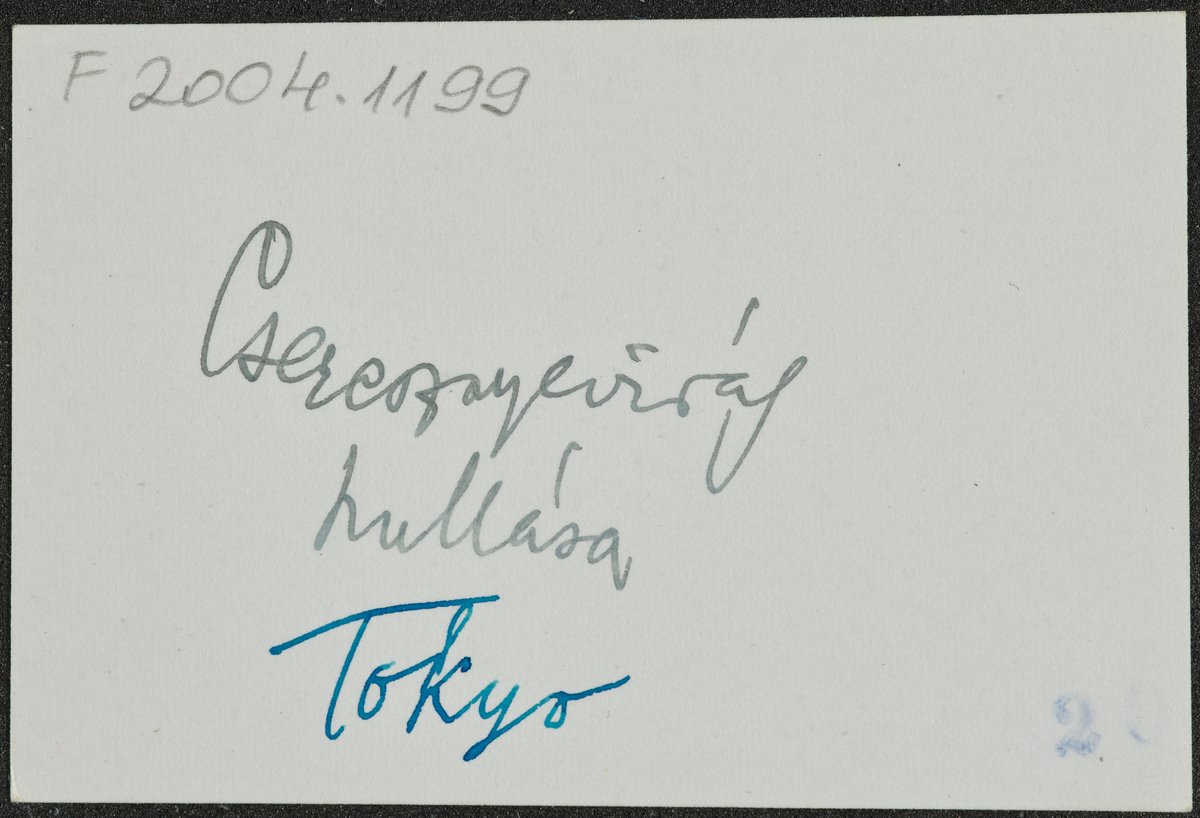 F 2004.1199
Cseresznyevirág
hullása
Tokyo